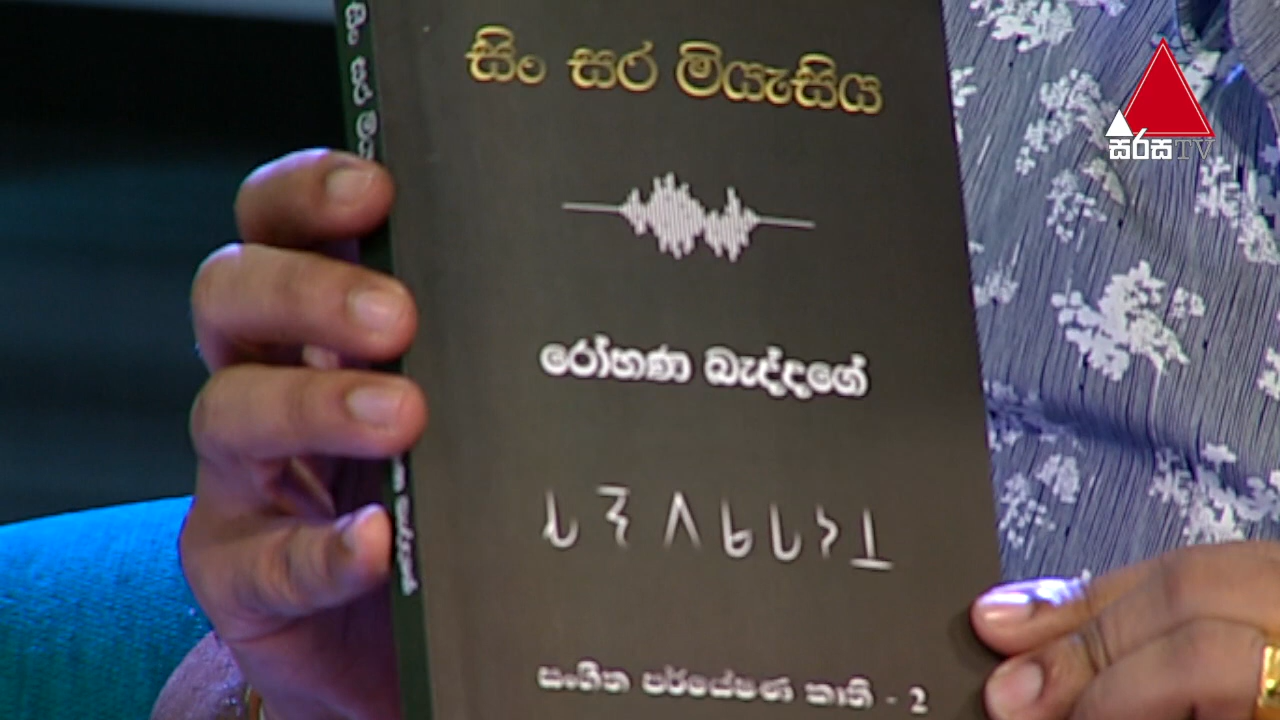 සිං සර මියැසිය
රෝහණ බැද්දගේ
සංගීත පර්යේෂණ කෘති - 2
සිරස TV